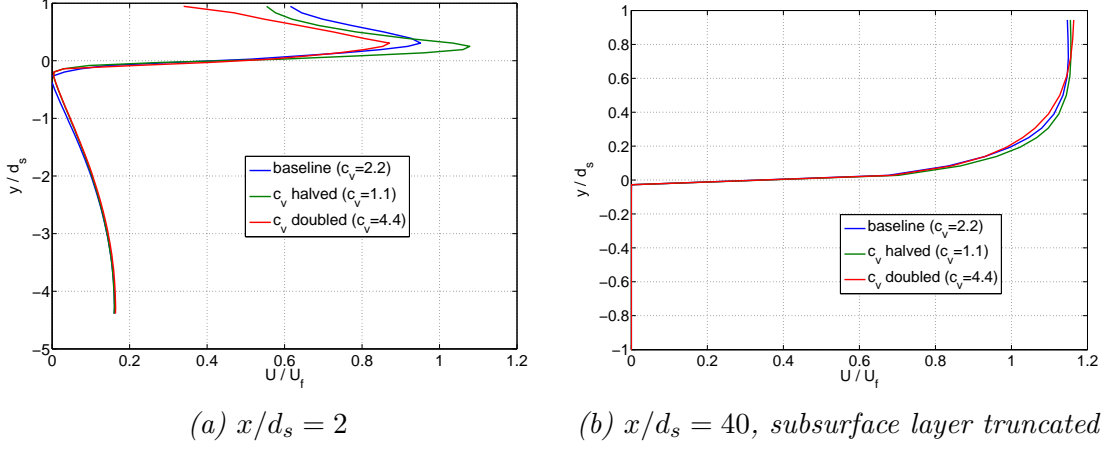 1
0
-1
-2
-3
-4
-5
y / d_s
0
0.2
0.4
0.6
0.8
1
1.2
U / U_f
baseline (c_v=2.2)
c_v halved (c_v=1.1)
c_v doubled (c_v=4.4)
(a) x/d_s = 2
1
0.8
0.6
0.4
0.2
0
-0.2
-0.4
-0.6
-0.8
-1
y / d_s
0
0.2
0.4
0.6
0.8
1
1.2
U / U_f
baseline (c_v=2.2)
c_v halved (c_v=1.1)
c_v doubled (c_v=4.4)
(b) x/d_s = 40, subsurface layer truncated